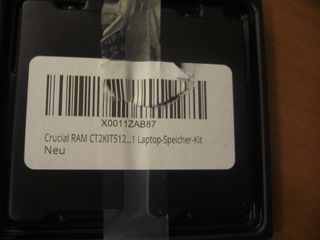 X0011ZAB87
Crucial RAM CT2KIT512...1 Laptop-Speicher-Kit
Neu